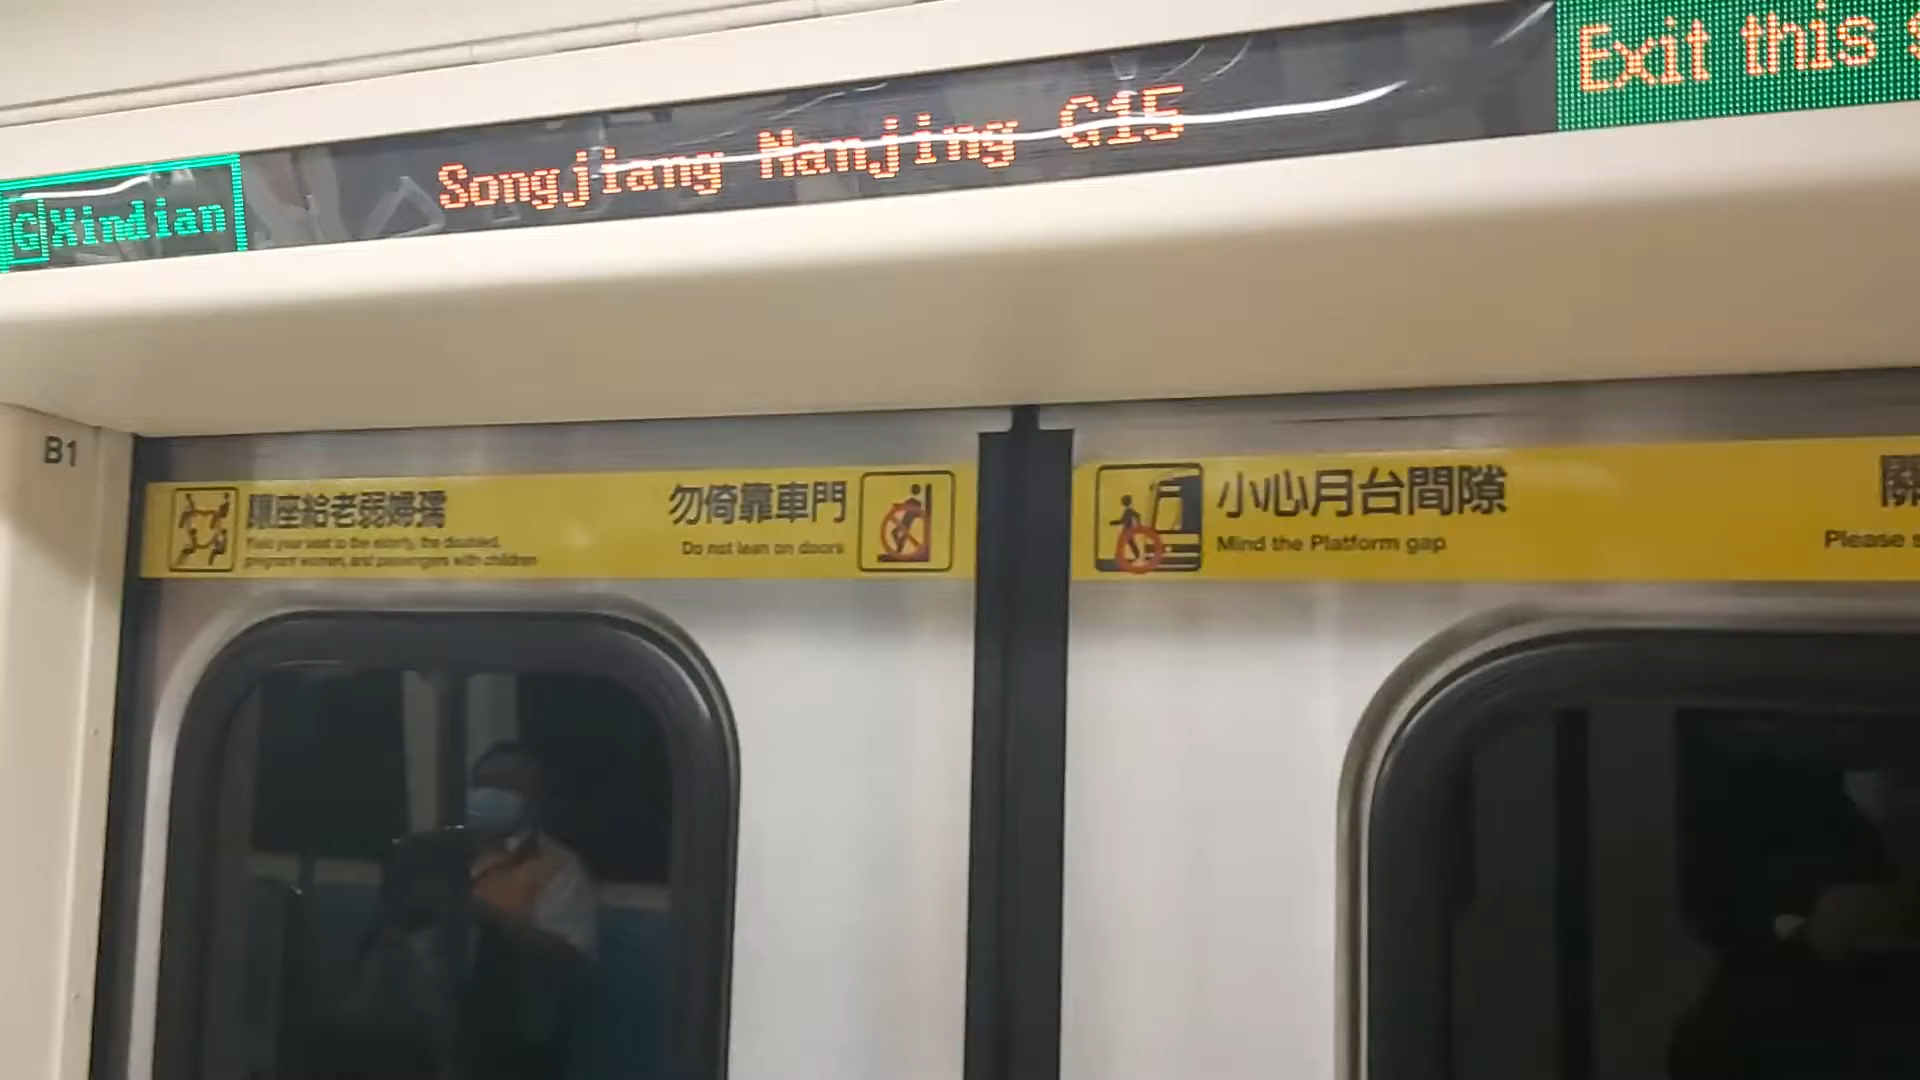 Exit this
Songjiang Nanjing G15
G Xindian
B1
讓座給老弱婦孺
Yield your seat to the elderly, the disabled,
pregnant women, and passengers with children
勿倚靠車門
Do not lean on doors
小心月台間隙
Mind the Platform gap
關
Please s